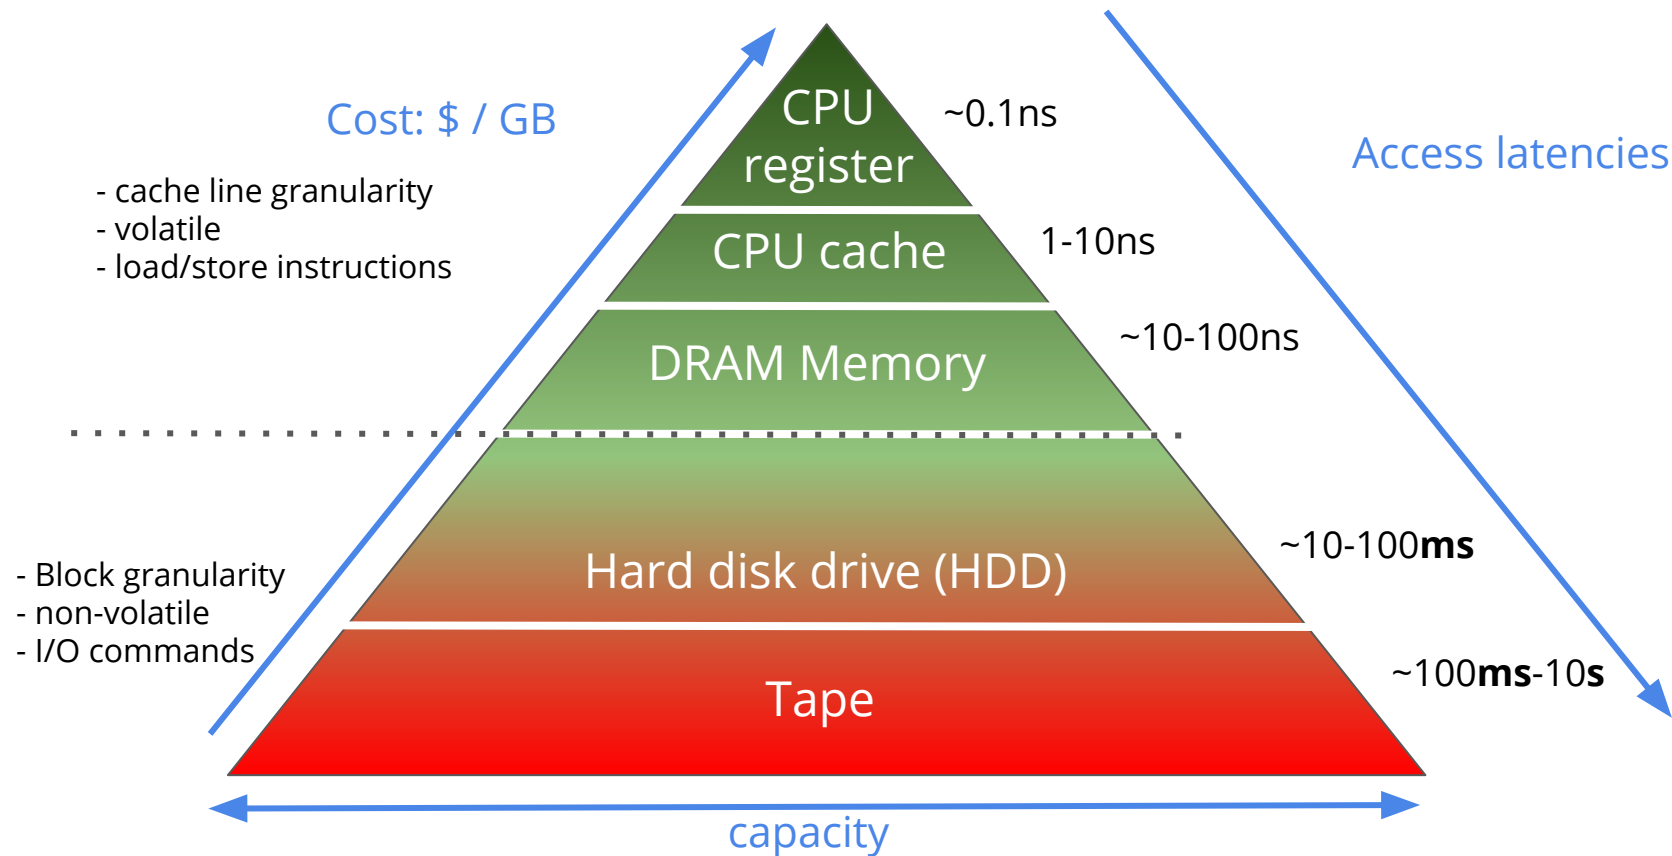 Cost: $ / GB
- cache line granularity
- volatile
- load/store instructions
CPU
register
~0.1ns
Access latencies
CPU cache
1-10ns
DRAM Memory
~10-100ns
Hard disk drive (HDD)
~10-100ms
- Block granularity
- non-volatile
- I/O commands
Tape
~100ms-10s
capacity